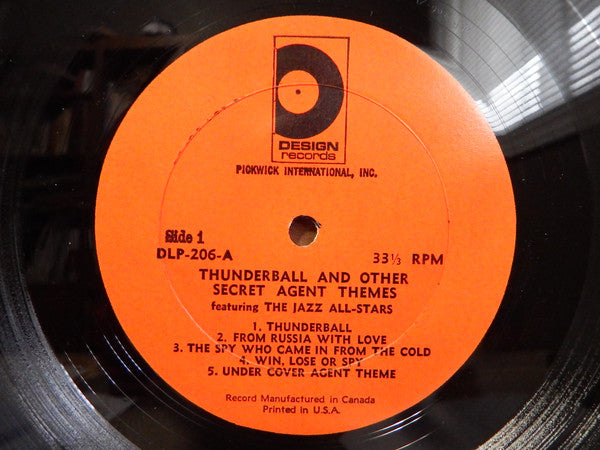 DESIGN
records
PICKWICK INTERNATIONAL, INC.
Side 1
DLP-206-A
33⅓ RPM
THUNDERBALL AND OTHER
SECRET AGENT THEMES
featuring THE JAZZ ALL-STARS
1. THUNDERBALL
2. FROM RUSSIA WITH LOVE
3. THE SPY WHO CAME IN FROM THE COLD
4. WIN, LOSE OR SPY
5. UNDER COVER AGENT THEME
Record Manufactured in Canada
Printed in U.S.A.